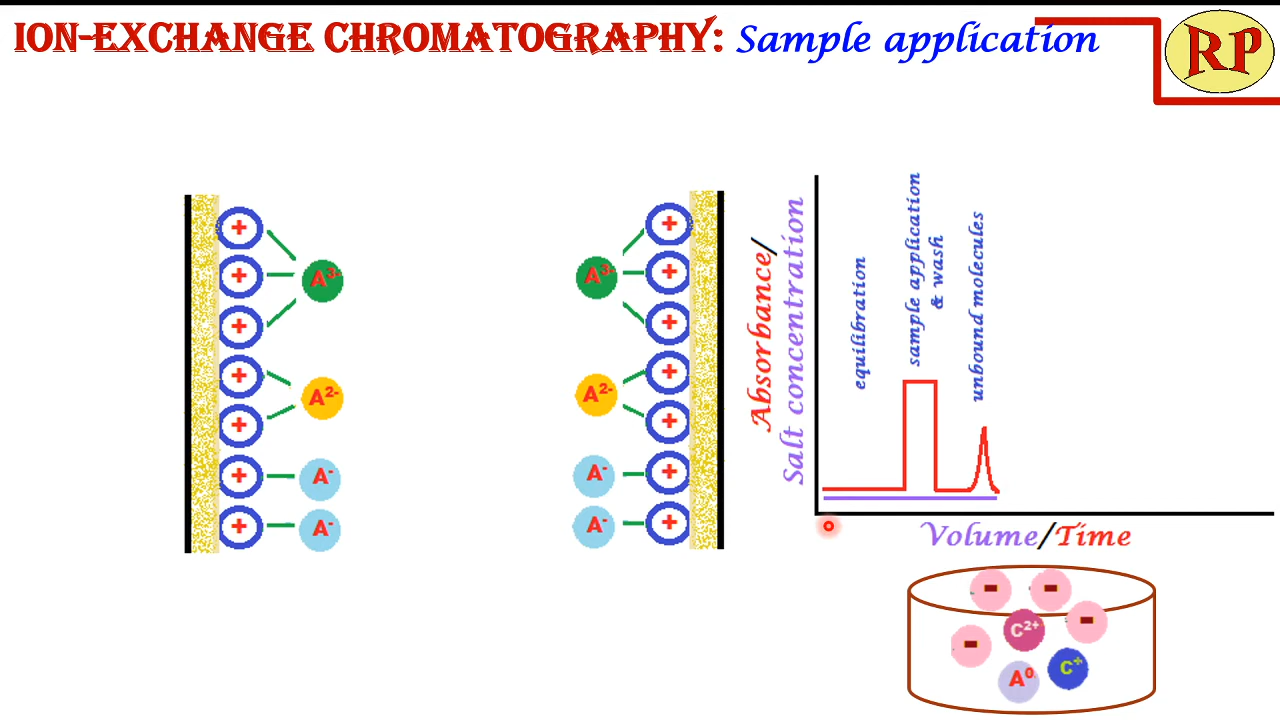 ION-EXCHANGE CHROMATOGRAPHY: Sample application
RP
+
+
+
+
+
+
+
A³⁻
A²⁻
A⁻
A⁻
A³⁻
A²⁻
A⁻
A⁻
+
+
+
+
+
+
+
Absorbance/
Salt concentration
equilibration
sample application
& wash
unbound molecules
Volume/Time
- -
C²⁺ -
- C⁺
A⁰